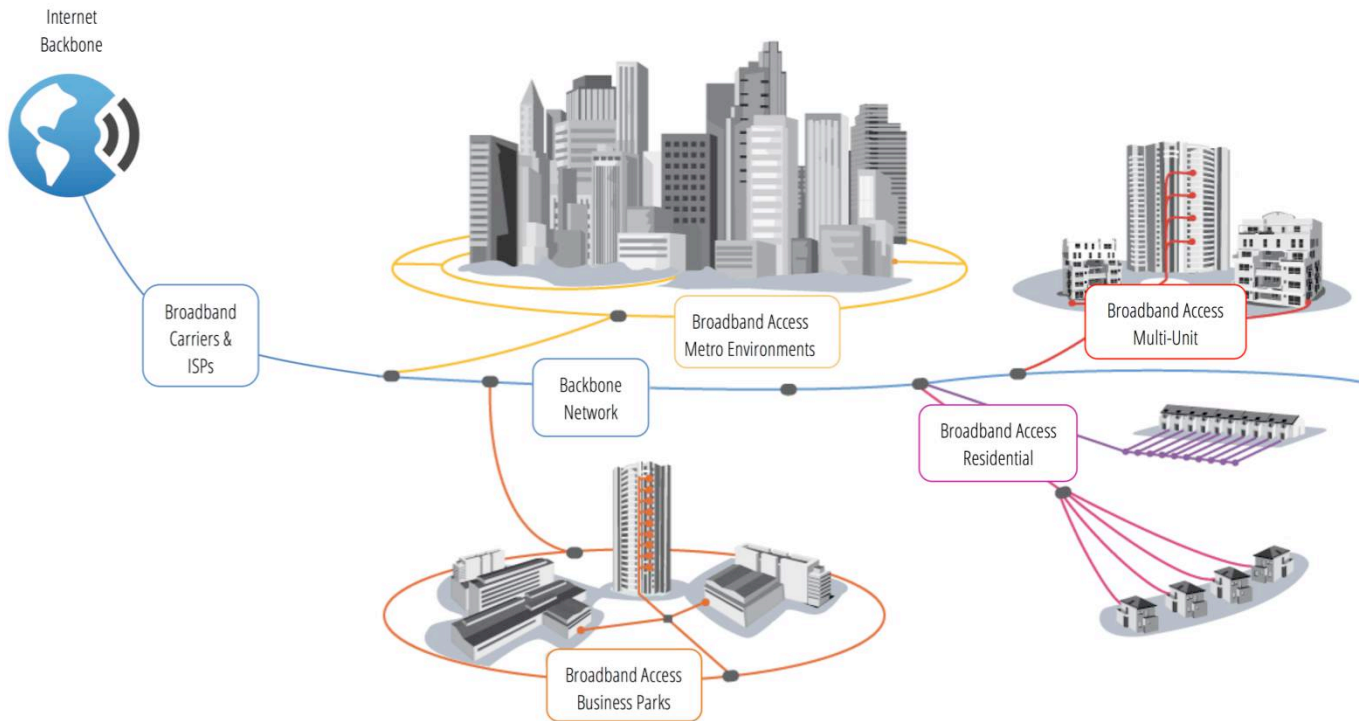 Internet
Backbone
Broadband
Carriers &
ISPs
Broadband Access
Metro Environments
Broadband Access
Multi-Unit
Backbone
Network
Broadband Access
Residential
Broadband Access
Business Parks